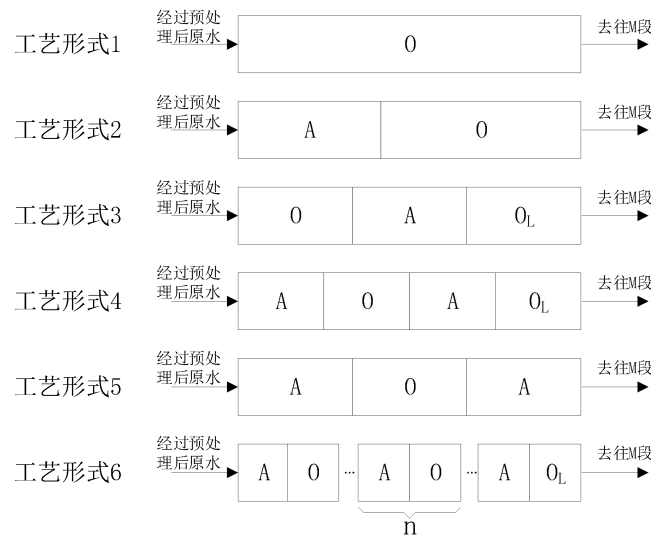 工艺形式1
经过预处
理后原水
O
去往M段
工艺形式2
经过预处
理后原水
A
O
去往M段
工艺形式3
经过预处
理后原水
O
A
OL
去往M段
工艺形式4
经过预处
理后原水
A
O
A
OL
去往M段
工艺形式5
经过预处
理后原水
A
O
A
去往M段
工艺形式6
经过预处
理后原水
A
O
…
A
O
…
A
OL
去往M段
n